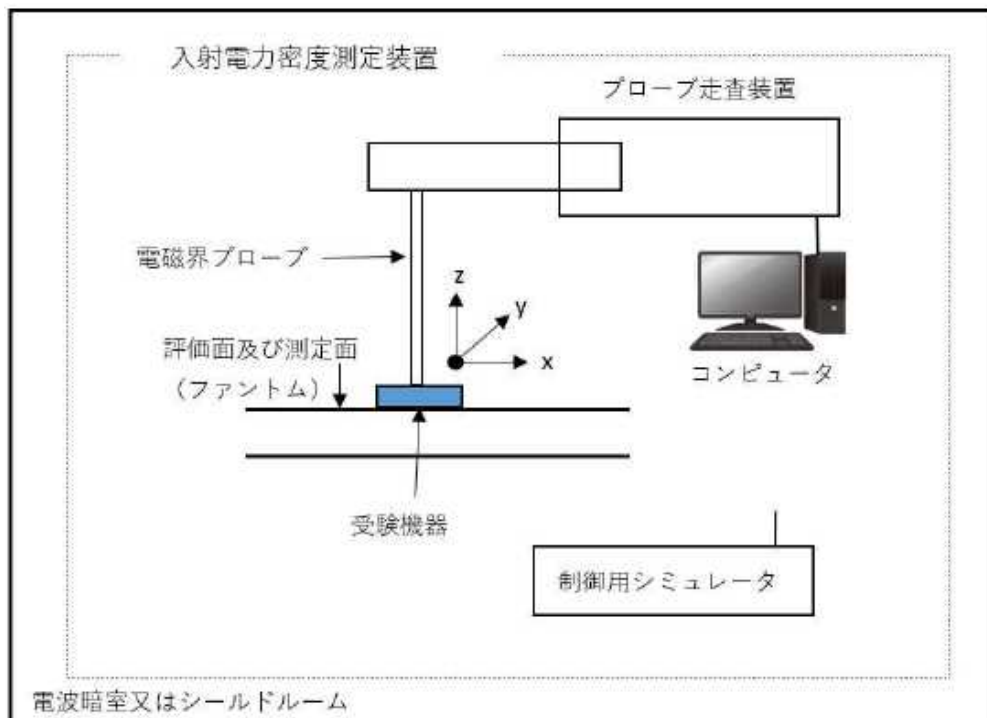 入射電力密度測定装置
プローブ走査装置
電磁界プローブ
z
y
x
評価面及び測定面
（ファントム）
コンピュータ
受験機器
制御用シミュレータ
電波暗室又はシールドルーム